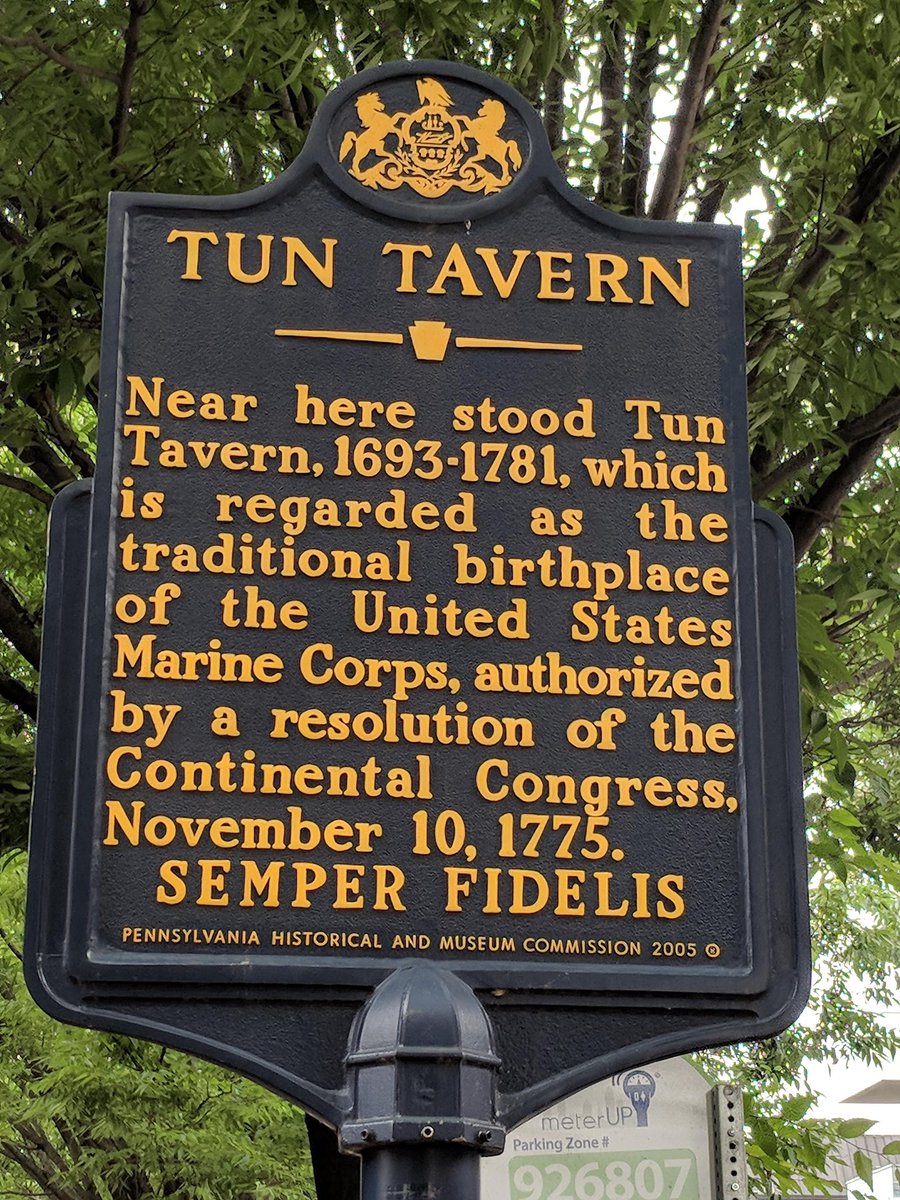 TUN TAVERN
Near here stood Tun
Tavern, 1693-1781, which
is regarded as the
traditional birthplace
of the United States
Marine Corps, authorized
by a resolution of the
Continental Congress,
November 10, 1775.
SEMPER FIDELIS
PENNSYLVANIA HISTORICAL AND MUSEUM COMMISSION 2005
meterUP
Parking Zone #
926807